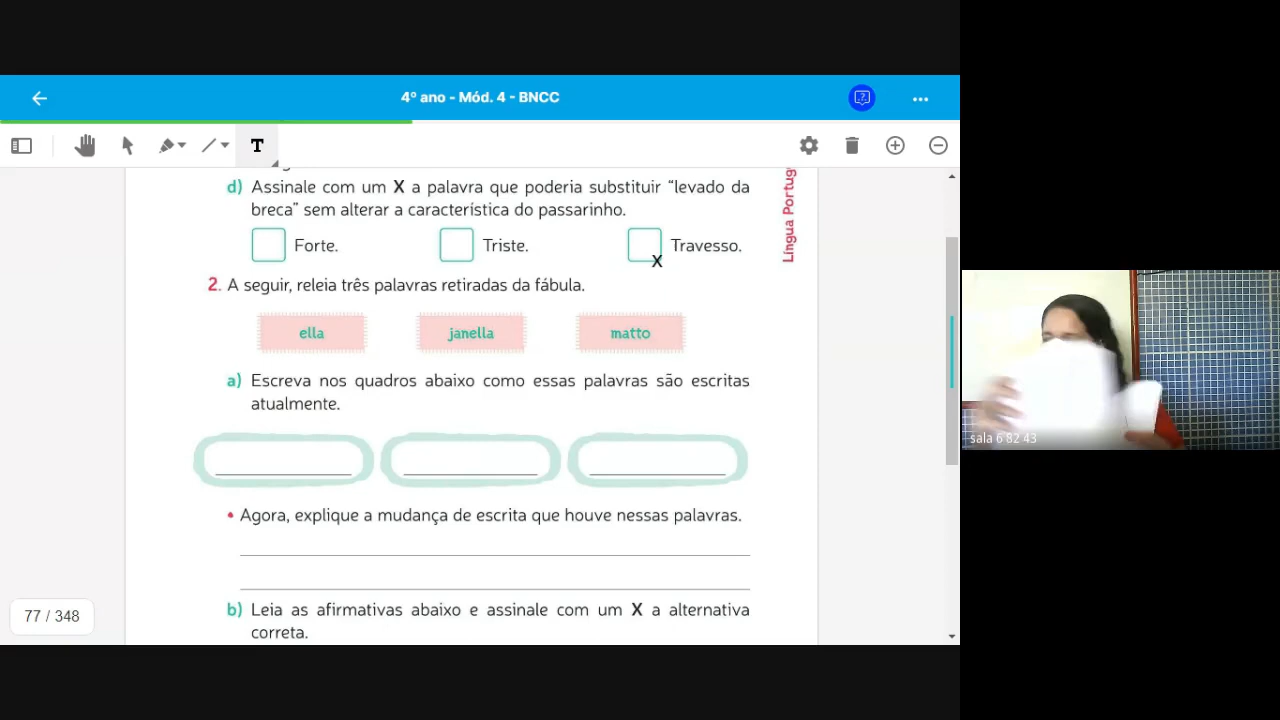 4º ano - Mód. 4 - BNCC
T
d) Assinale com um X a palavra que poderia substituir “levado da
breca” sem alterar a característica do passarinho.
Forte. Triste. X Travesso.
2. A seguir, releia três palavras retiradas da fábula.
ella janella matto
a) Escreva nos quadros abaixo como essas palavras são escritas
atualmente.
• Agora, explique a mudança de escrita que houve nessas palavras.
b) Leia as afirmativas abaixo e assinale com um X a alternativa
correta.
77 / 348
Língua Portug
sala 6 82 43